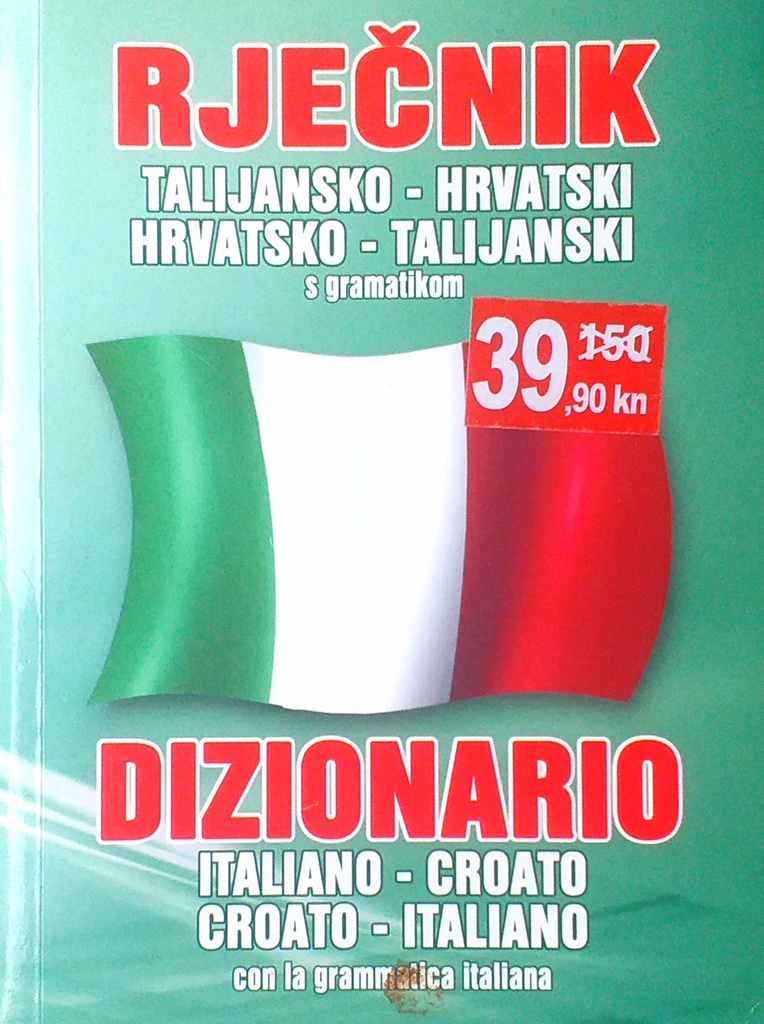 RJEČNIK
TALIJANSKO - HRVATSKI
HRVATSKO - TALIJANSKI
s gramatikom
39,90 kn
150
DIZIONARIO
ITALIANO - CROATO
CROATO - ITALIANO
con la grammatica italiana